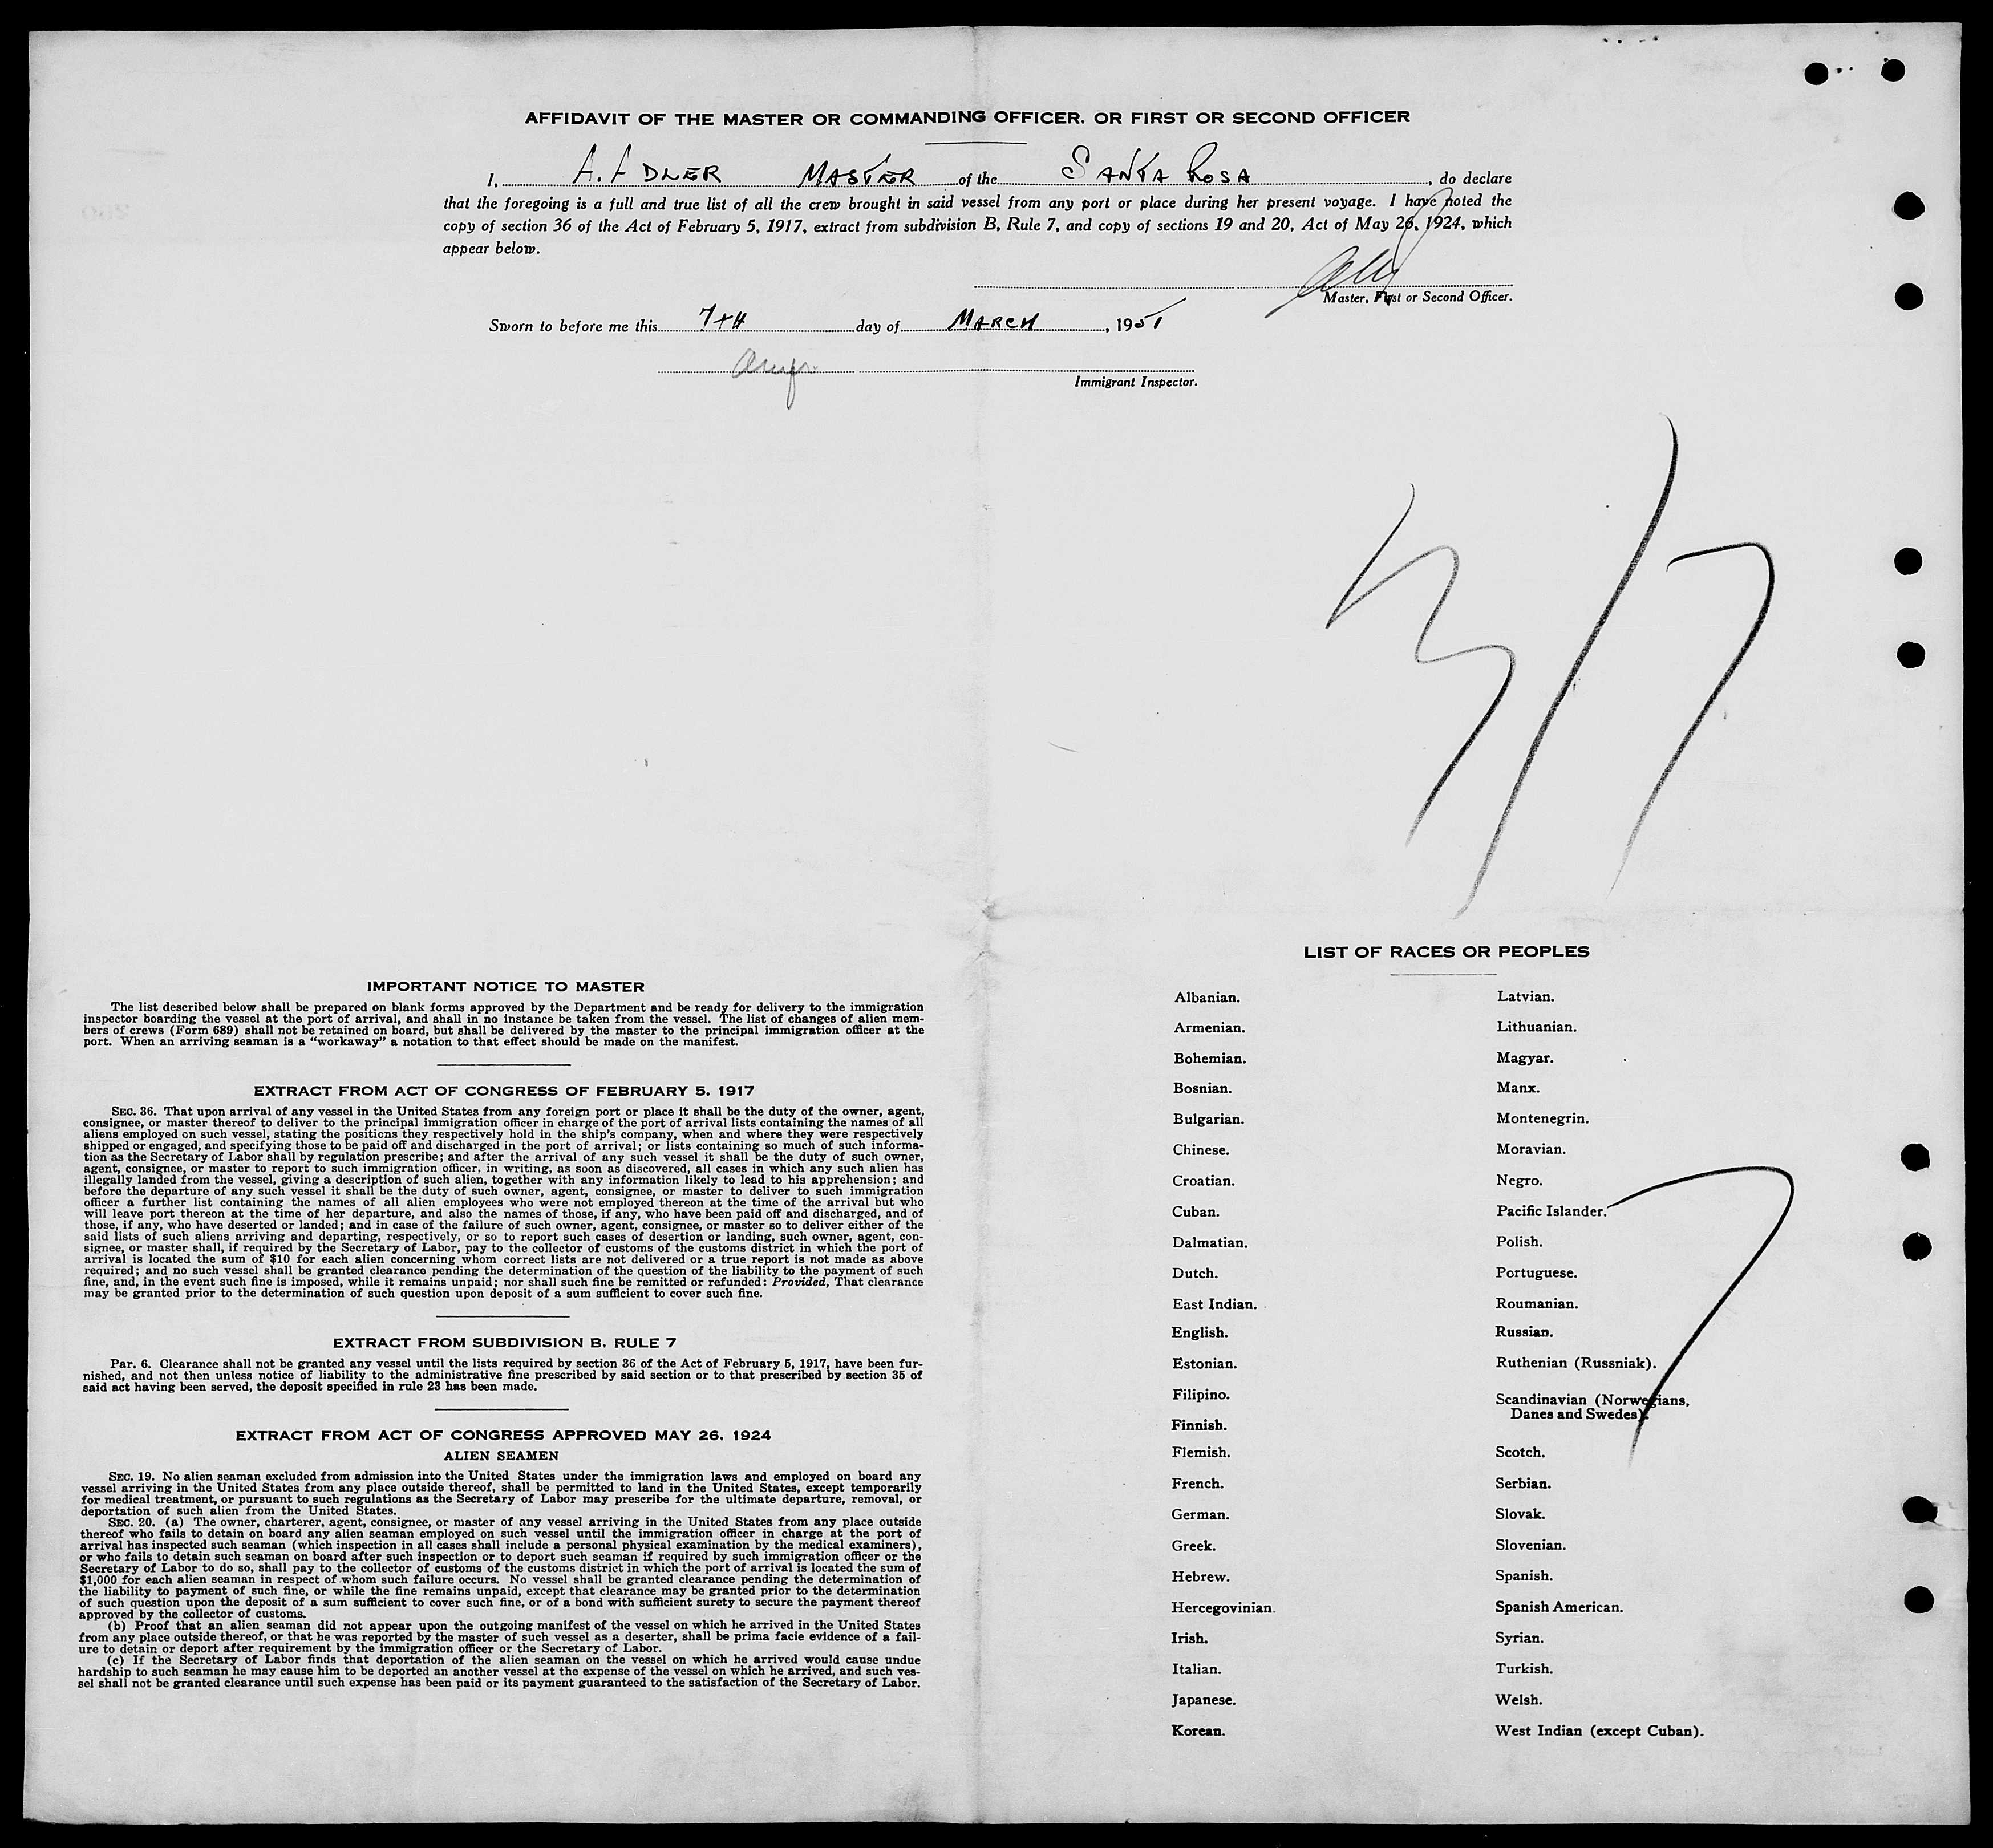 AFFIDAVIT OF THE MASTER OR COMMANDING OFFICER, OR FIRST OR SECOND OFFICER
I, A. ADLER MASTER of the SANTA ROSA, do declare
that the foregoing is a full and true list of all the crew brought in said vessel from any port or place during her present voyage. I have noted the
copy of section 36 of the Act of February 5, 1917, extract from subdivision B, Rule 7, and copy of sections 19 and 20, Act of May 26, 1924, which
appear below.
Master, First or Second Officer.
Sworn to before me this 7TH day of MARCH, 1951
Immigrant Inspector.
3/7
IMPORTANT NOTICE TO MASTER
The list described below shall be prepared on blank forms approved by the Department and be ready for delivery to the immigration
inspector boarding the vessel at the port of arrival, and shall in no instance be taken from the vessel. The list of changes of alien mem-
bers of crews (Form 689) shall not be retained on board, but shall be delivered by the master to the principal immigration officer at the
port. When an arriving seaman is a "workaway" a notation to that effect should be made on the manifest.
EXTRACT FROM ACT OF CONGRESS OF FEBRUARY 5, 1917
SEC. 36. That upon arrival of any vessel in the United States from any foreign port or place it shall be the duty of the owner, agent,
consignee, or master thereof to deliver to the principal immigration officer in charge of the port of arrival lists containing the names of all
aliens employed on such vessel, stating the positions they respectively hold in the ship's company, when and where they were respectively
shipped or engaged, and specifying those to be paid off and discharged in the port of arrival; or lists containing so much of such informa-
tion as the Secretary of Labor shall by regulation prescribe; and after the arrival of any such vessel it shall be the duty of such owner,
agent, consignee, or master to report to such immigration officer, in writing, as soon as discovered, all cases in which any such alien has
illegally landed from the vessel, giving a description of such alien, together with any information likely to lead to his apprehension; and
before the departure of any such vessel it shall be the duty of such owner, agent, consignee, or master to deliver to such immigration
officer a further list containing the names of all alien employees who were not employed thereon at the time of the arrival but who
will leave port thereon at the time of her departure, and also the names of those, if any, who have been paid off and discharged, and of
those, if any, who have deserted or landed; and in case of the failure of such owner, agent, consignee, or master so to deliver either of the
said lists of such aliens arriving and departing, respectively, or so to report such cases of desertion or landing, such owner, agent, con-
signee, or master shall, if required by the Secretary of Labor, pay to the collector of customs of the customs district in which the port of
arrival is located the sum of $10 for each alien concerning whom correct lists are not delivered or a true report is not made as above
required; and no such vessel shall be granted clearance pending the determination of the question of the liability to the payment of such
fine, and, in the event such fine is imposed, while it remains unpaid; nor shall such fine be remitted or refunded: Provided, That clearance
may be granted prior to the determination of such question upon deposit of a sum sufficient to cover such fine.
EXTRACT FROM SUBDIVISION B, RULE 7
Par. 6. Clearance shall not be granted any vessel until the lists required by section 36 of the Act of February 5, 1917, have been fur-
nished, and not then unless notice of liability to the administrative fine prescribed by said section or to that prescribed by section 35 of
said act having been served, the deposit specified in rule 23 has been made.
EXTRACT FROM ACT OF CONGRESS APPROVED MAY 26, 1924
ALIEN SEAMEN
SEC. 19. No alien seaman excluded from admission into the United States under the immigration laws and employed on board any
vessel arriving in the United States from any place outside thereof, shall be permitted to land in the United States, except temporarily
for medical treatment, or pursuant to such regulations as the Secretary of Labor may prescribe for the ultimate departure, removal, or
deportation of such alien from the United States.
SEC. 20. (a) The owner, charterer, agent, consignee, or master of any vessel arriving in the United States from any place outside
thereof who fails to detain on board any alien seaman employed on such vessel until the immigration officer in charge at the port of
arrival has inspected such seaman (which inspection in all cases shall include a personal physical examination by the medical examiners),
or who fails to detain such seaman on board after such inspection or to deport such seaman if required by such immigration officer or the
Secretary of Labor to do so, shall pay to the collector of customs of the customs district in which the port of arrival is located the sum of
$1,000 for each alien seaman in respect of whom such failure occurs. No vessel shall be granted clearance pending the determination of
the liability to payment of such fine, or while the fine remains unpaid, except that clearance may be granted prior to the determination
of such question upon the deposit of a sum sufficient to cover such fine, or of a bond with sufficient surety to secure the payment thereof
approved by the collector of customs.
(b) Proof that an alien seaman did not appear upon the outgoing manifest of the vessel on which he arrived in the United States
from any place outside thereof, or that he was reported by the master of such vessel as a deserter, shall be prima facie evidence of a fail-
ure to detain or deport after requirement by the immigration officer or the Secretary of Labor.
(c) If the Secretary of Labor finds that deportation of the alien seaman on the vessel on which he arrived would cause undue
hardship to such seaman he may cause him to be deported an another vessel at the expense of the vessel on which he arrived, and such ves-
sel shall not be granted clearance until such expense has been paid or its payment guaranteed to the satisfaction of the Secretary of Labor.
LIST OF RACES OR PEOPLES
Albanian.
Armenian.
Bohemian.
Bosnian.
Bulgarian.
Chinese.
Croatian.
Cuban.
Dalmatian.
Dutch.
East Indian.
English.
Estonian.
Filipino.
Finnish.
Flemish.
French.
German.
Greek.
Hebrew.
Hercegovinian.
Irish.
Italian.
Japanese.
Korean.
Latvian.
Lithuanian.
Magyar.
Manx.
Montenegrin.
Moravian.
Negro.
Pacific Islander.
Polish.
Portuguese.
Roumanian.
Russian.
Ruthenian (Russniak).
Scandinavian (Norwegians,
Danes and Swedes).
Scotch.
Serbian.
Slovak.
Slovenian.
Spanish.
Spanish American.
Syrian.
Turkish.
Welsh.
West Indian (except Cuban).
7